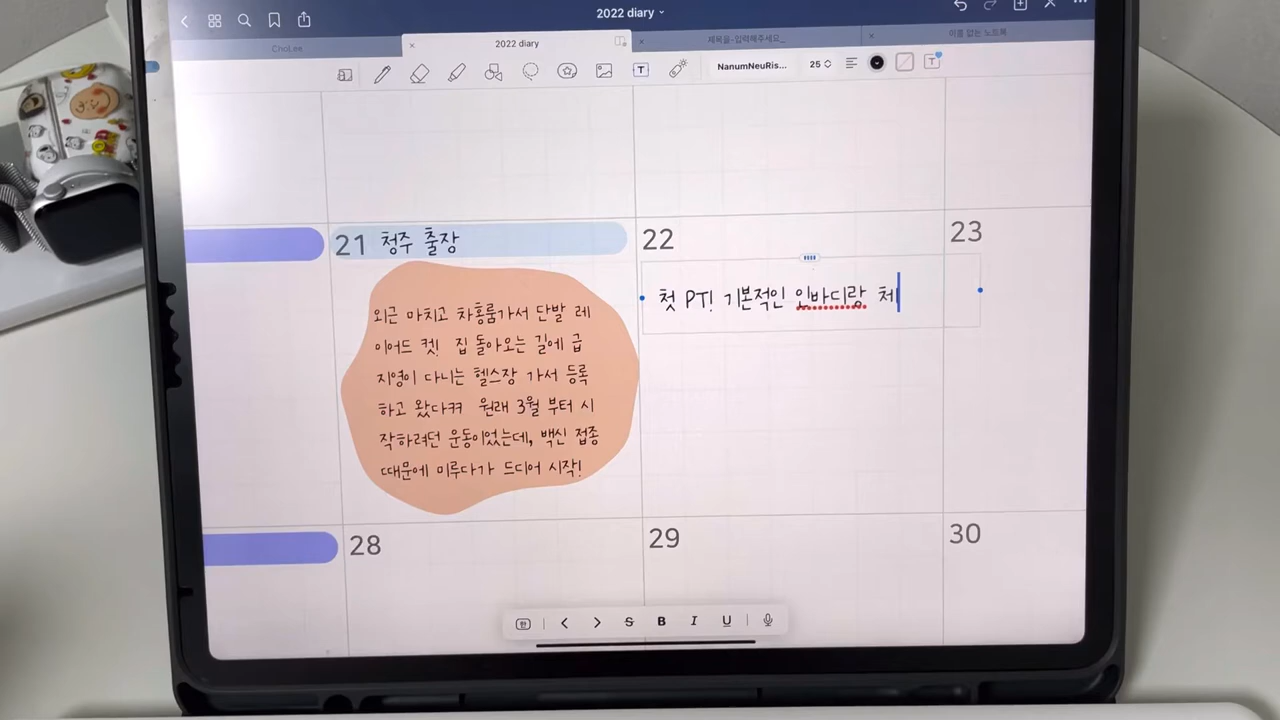 2022 diary
ChoLee
2022 diary
제목을-입력해주세요_
이름 없는 노트북
NanumNeuRis...
25
21 청주 출장
22
23
외근 마치고 차홍룸가서 단발 레
이어드 컷! 집 돌아오는 길에 급
지영이 다니는 헬스장 가서 등록
하고 왔다ㅋㅋ 원래 3월 부터 시
작하려던 운동이었는데, 백신 접종
때문에 미루다가 드디어 시작!
첫 PT! 기본적인 인바디랑 체
28
29
30